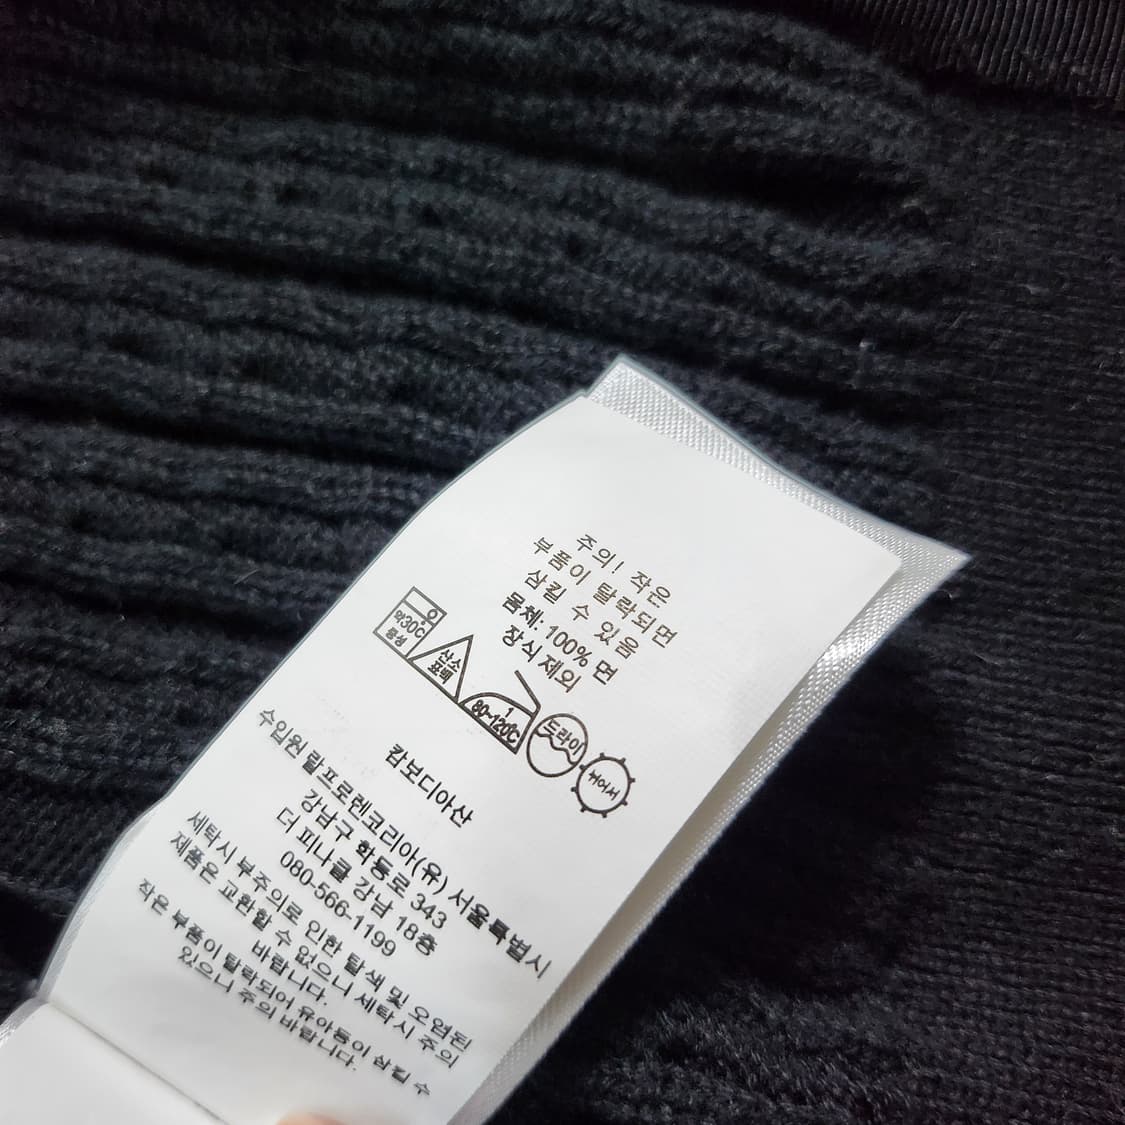 주의! 작은
부품이 탈락되면
삼킬 수 있음
몸체: 100% 면
장식 제외
약30℃
중성
산소
표백
1
80-120℃
드라이
뉘어서
캄보디아산
수입원 랄프로렌코리아(유) 서울특별시
강남구 학동로 343
더 피나클 강남 18층
080-566-1199
세탁시 부주의로 인한 탈색 및 오염된
제품은 교환할 수 없으니 세탁시 주의
바랍니다.
작은 부품이 탈락되어 유아동이 삼킬 수
있으니 주의 바랍니다.